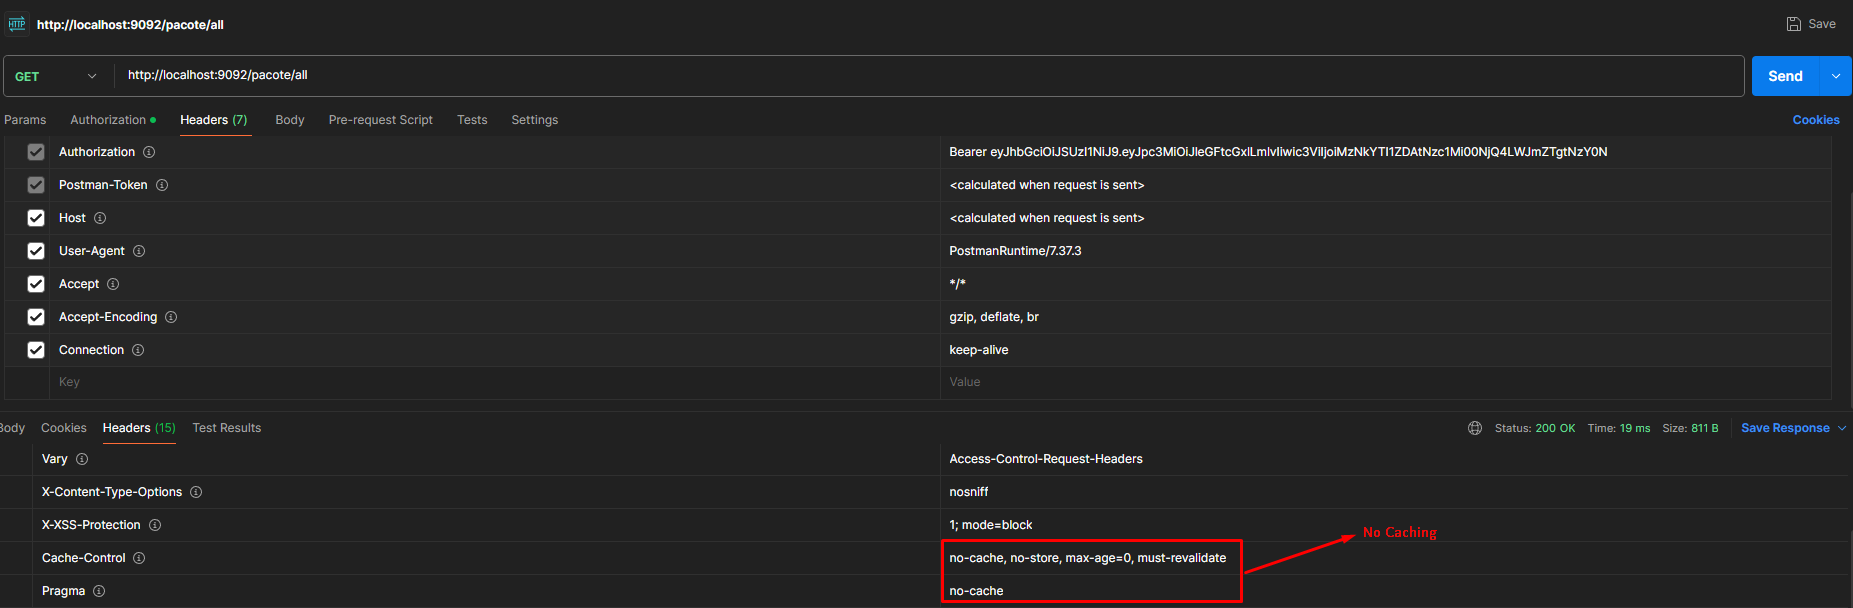 HTTP http://localhost:9092/pacote/all Save
GET http://localhost:9092/pacote/all Send
Params Authorization Headers (7) Body Pre-request Script Tests Settings Cookies
Authorization Bearer eyJhbGciOiJSUzI1NiJ9.eyJpc3MiOiJleGFtcGxlLmlvIiwic3ViIjoiMzNkYTI1ZDAtNzc1Mi00NjQ4LWJmZTgtNzY0N
Postman-Token <calculated when request is sent>
Host <calculated when request is sent>
User-Agent PostmanRuntime/7.37.3
Accept */*
Accept-Encoding gzip, deflate, br
Connection keep-alive
Key Value
Body Cookies Headers (15) Test Results Status: 200 OK Time: 19 ms Size: 811 B Save Response
Vary Access-Control-Request-Headers
X-Content-Type-Options nosniff
X-XSS-Protection 1; mode=block
No Caching
Cache-Control no-cache, no-store, max-age=0, must-revalidate
Pragma no-cache